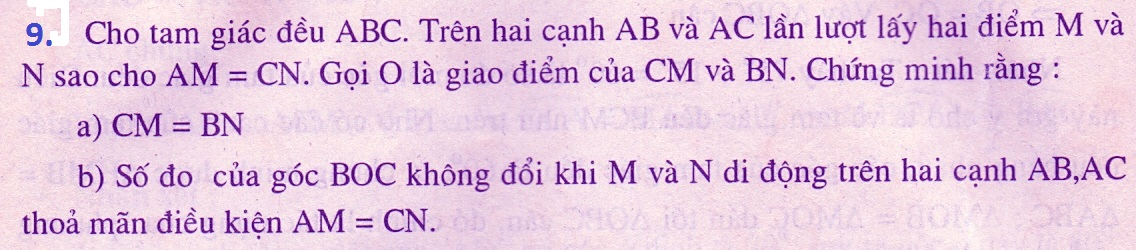 9. Cho tam giác đều ABC. Trên hai cạnh AB và AC lần lượt lấy hai điểm M và
N sao cho AM = CN. Gọi O là giao điểm của CM và BN. Chứng minh rằng :
a) CM = BN
b) Số đo của góc BOC không đổi khi M và N di động trên hai cạnh AB,AC
thoả mãn điều kiện AM = CN.